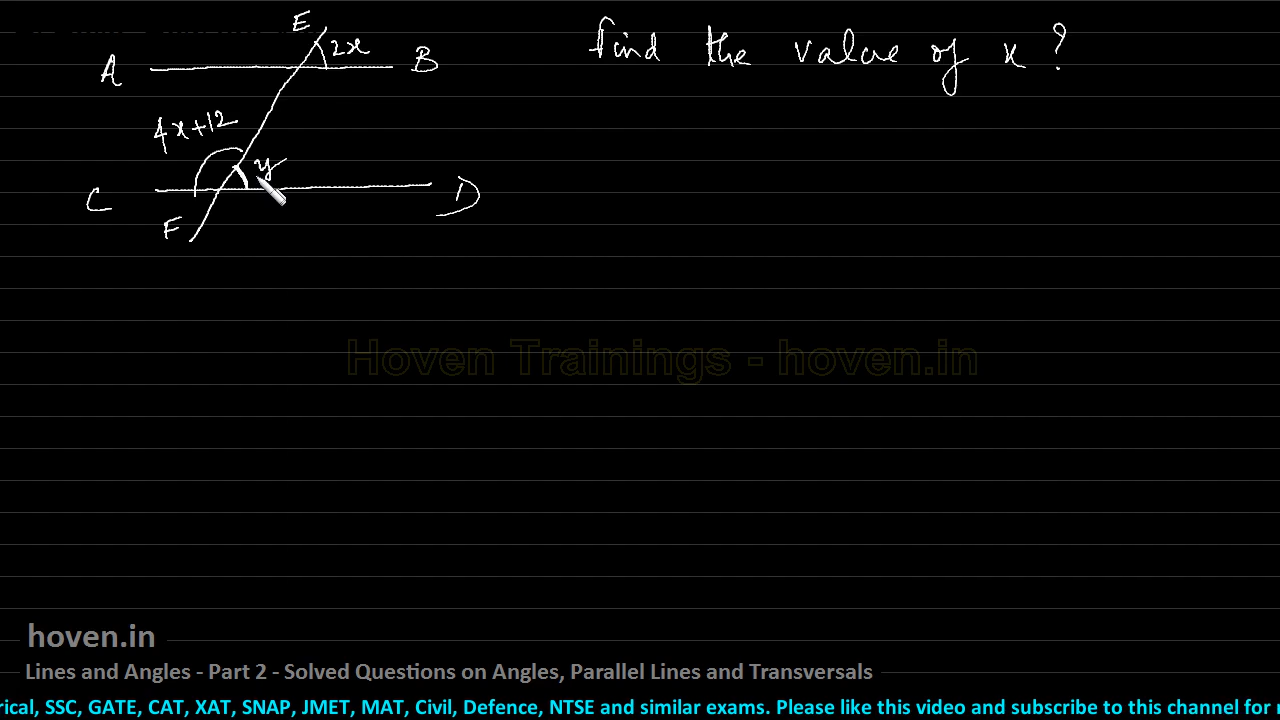 E
2x
A
B
find the value of x ?
4x+12
y
C
D
F
Hoven Trainings - hoven.in
hoven.in
Lines and Angles - Part 2 - Solved Questions on Angles, Parallel Lines and Transversals
SSC, GATE, CAT, XAT, SNAP, JMET, MAT, Civil, Defence, NTSE and similar exams. Please like this video and subscribe to this channel for